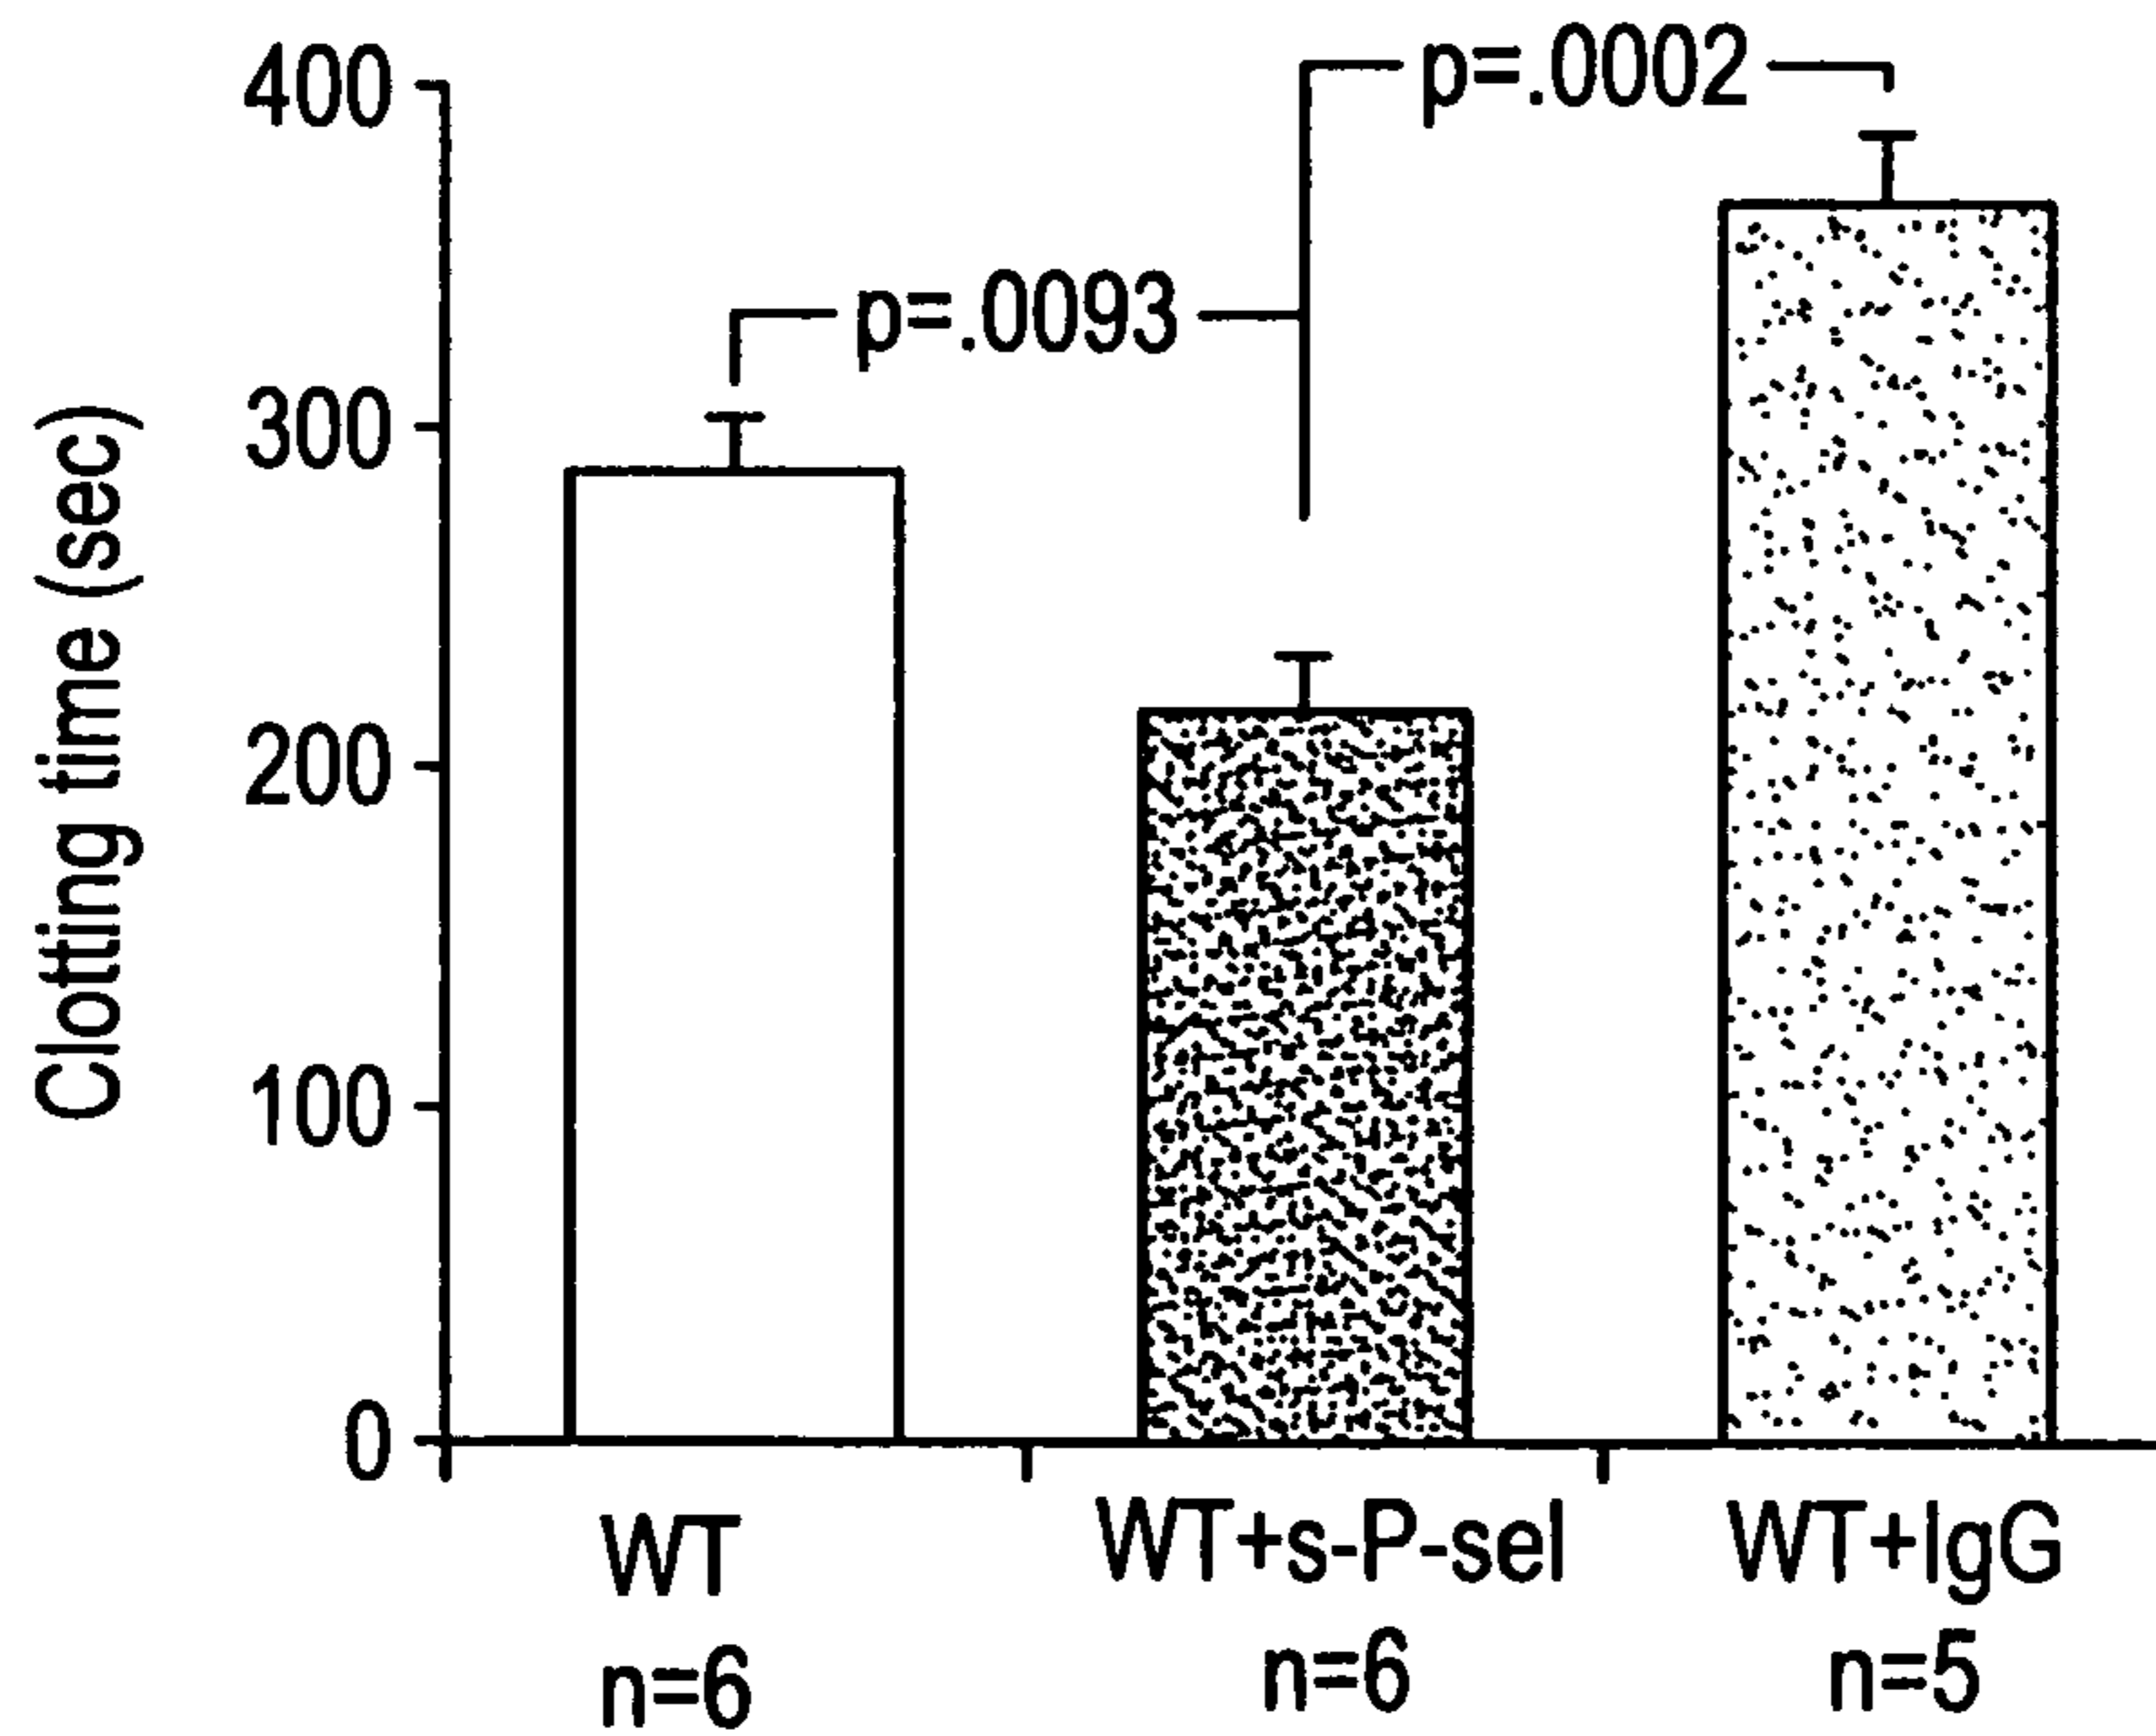 400
p=.0002
p=.0093
300
200
100
0
Clotting time (sec)
WT
WT+s-P-sel
WT+IgG
n=6
n=6
n=5